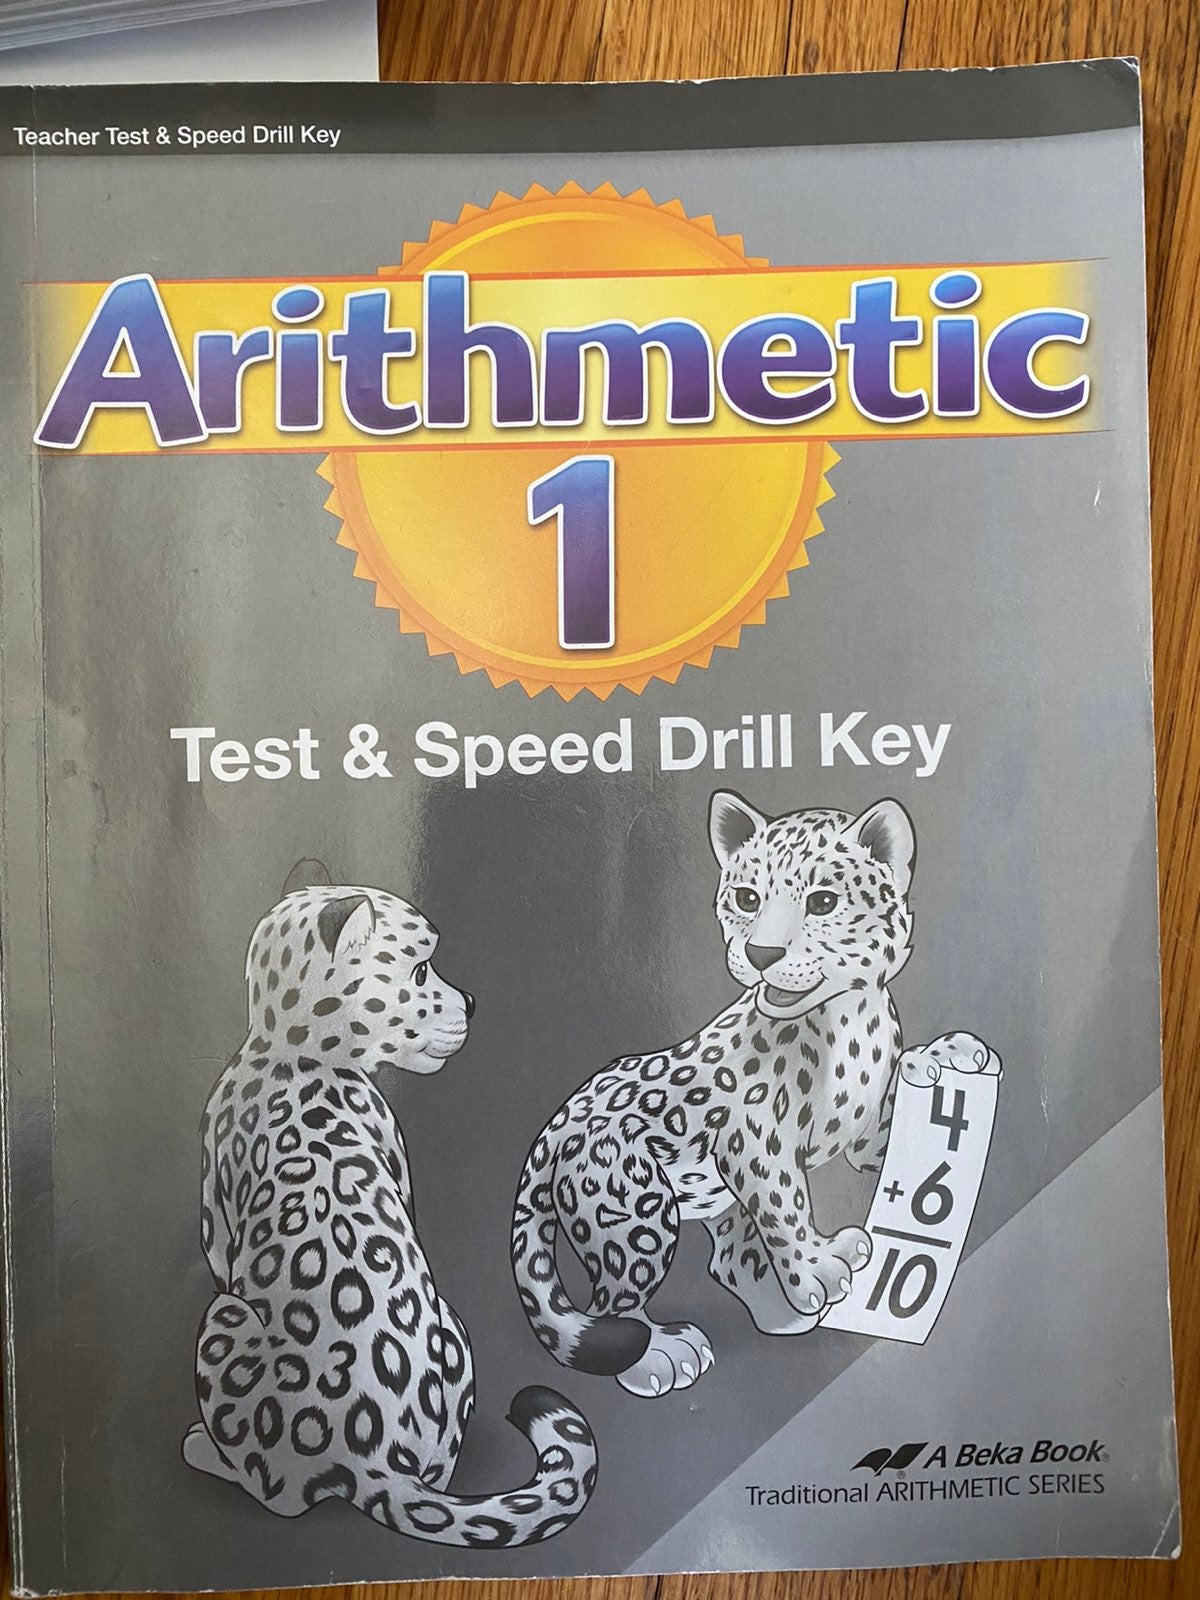 Teacher Test & Speed Drill Key
Arithmetic
1
Test & Speed Drill Key
4
+6
10
A Beka Book®
Traditional ARITHMETIC SERIES